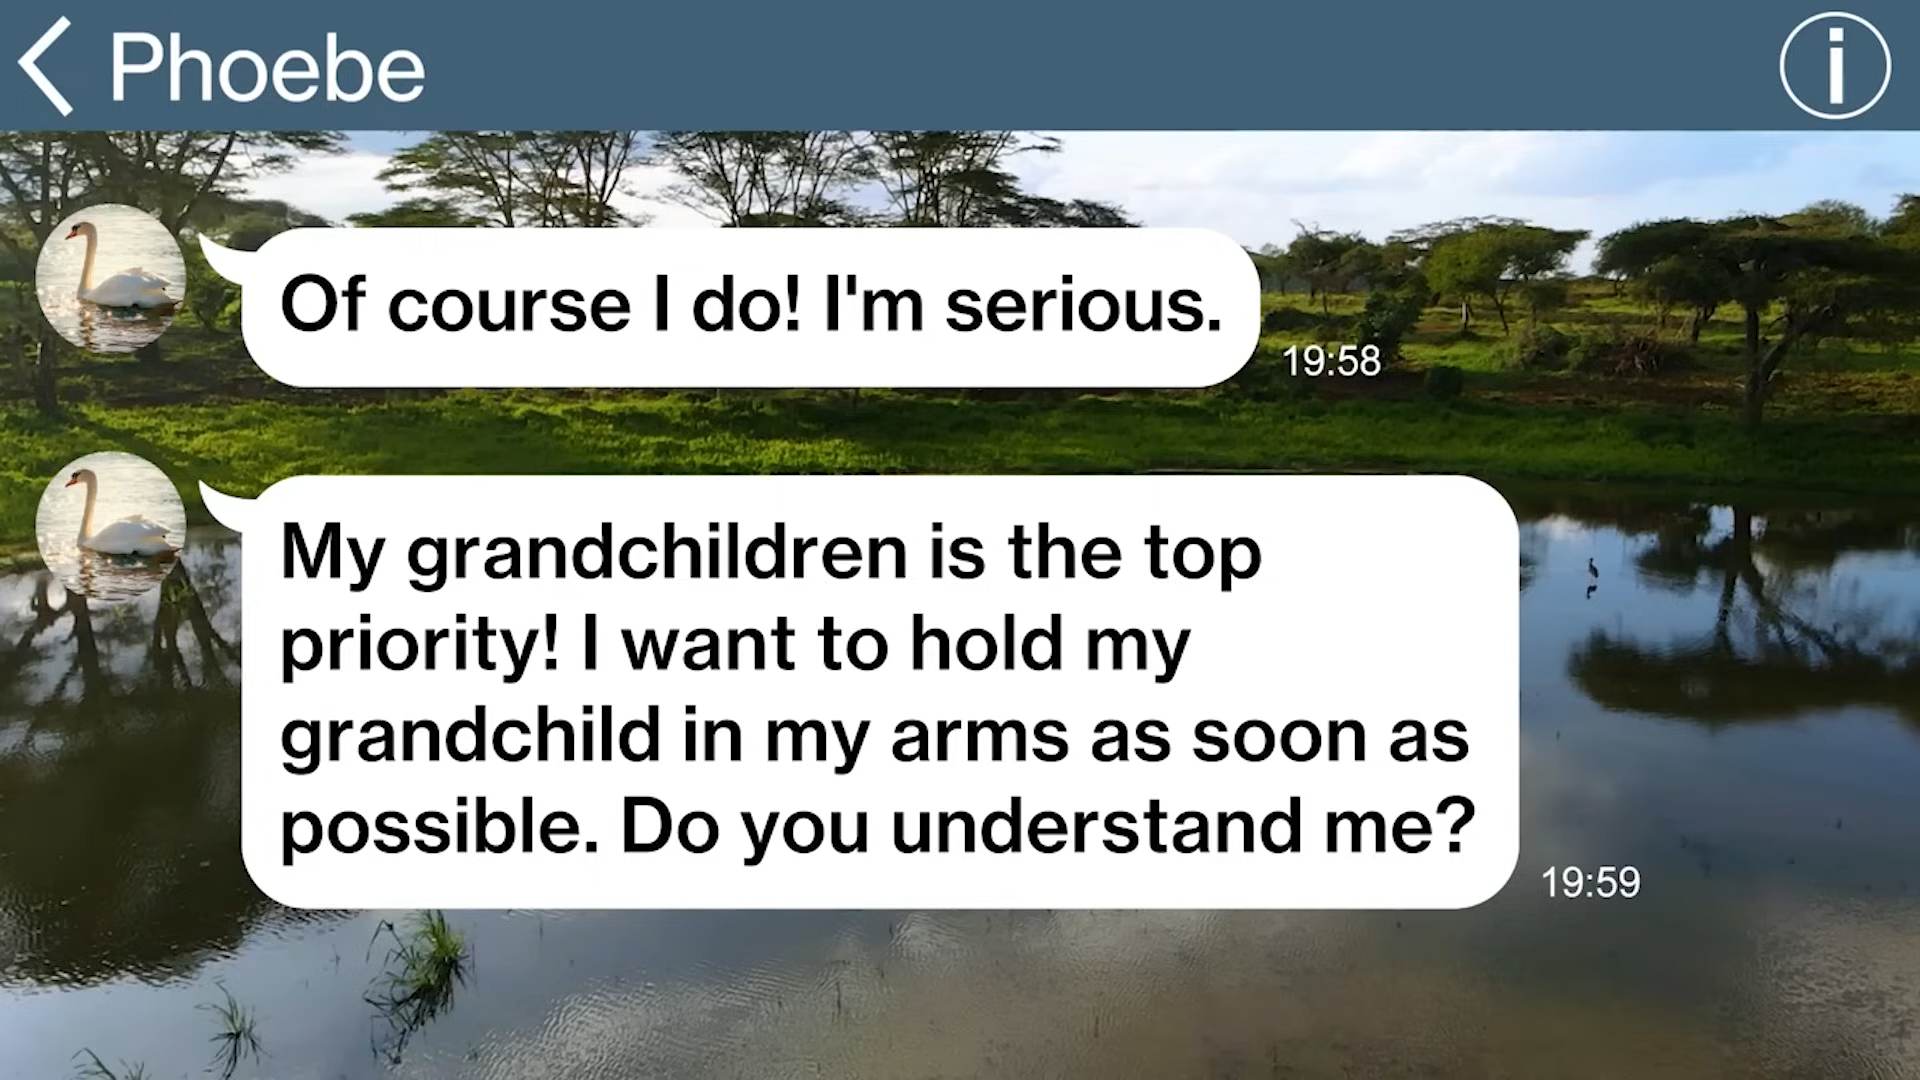 Phoebe
Of course I do! I'm serious.
19:58
My grandchildren is the top
priority! I want to hold my
grandchild in my arms as soon as
possible. Do you understand me?
19:59